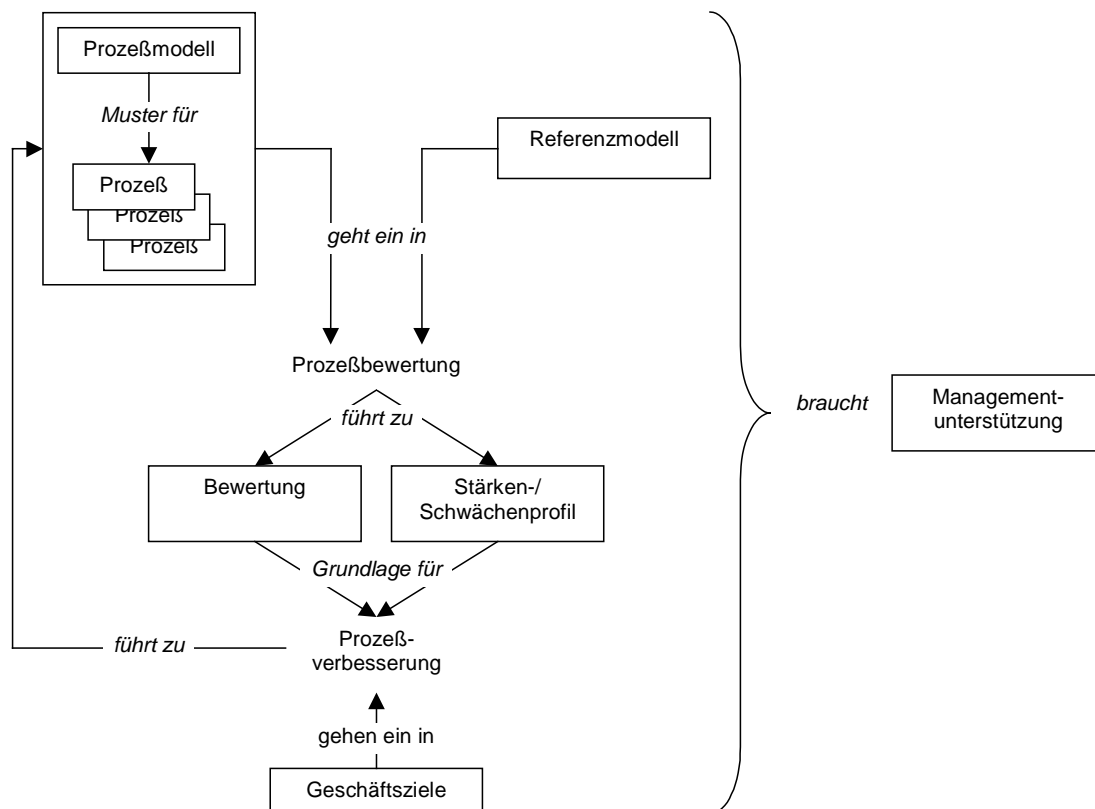 Prozeßmodell
Muster für
Prozeß
Prozeß
Prozeß
Referenzmodell
geht ein in
Prozeßbewertung
führt zu
Bewertung
Stärken-/
Schwächenprofil
Grundlage für
Prozeß-
verbesserung
führt zu
gehen ein in
Geschäftsziele
braucht
Management-
unterstützung